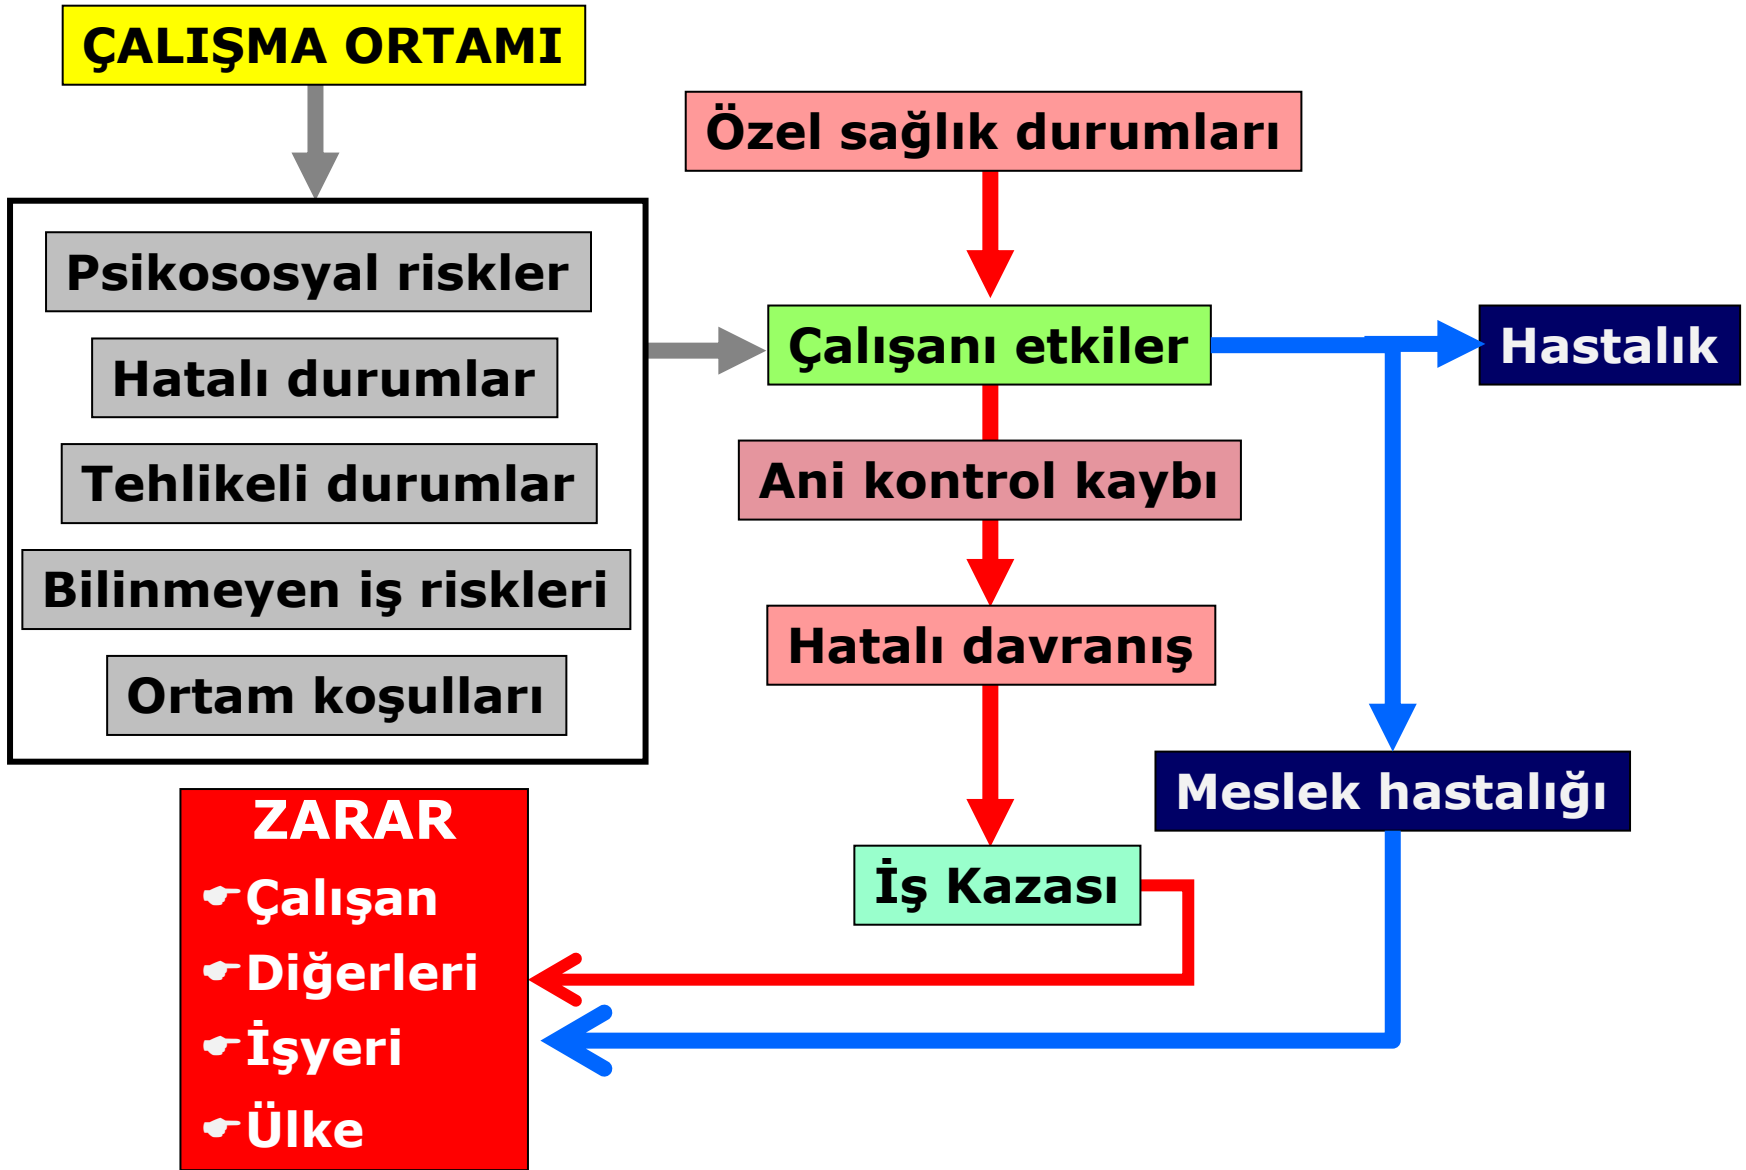 ÇALIŞMA ORTAMI
Özel sağlık durumları
Psikososyal riskler
Hatalı durumlar
Tehlikeli durumlar
Bilinmeyen iş riskleri
Ortam koşulları
Çalışanı etkiler
Hastalık
Ani kontrol kaybı
Hatalı davranış
Meslek hastalığı
İş Kazası
ZARAR
☛Çalışan
☛Diğerleri
☛İşyeri
☛Ülke